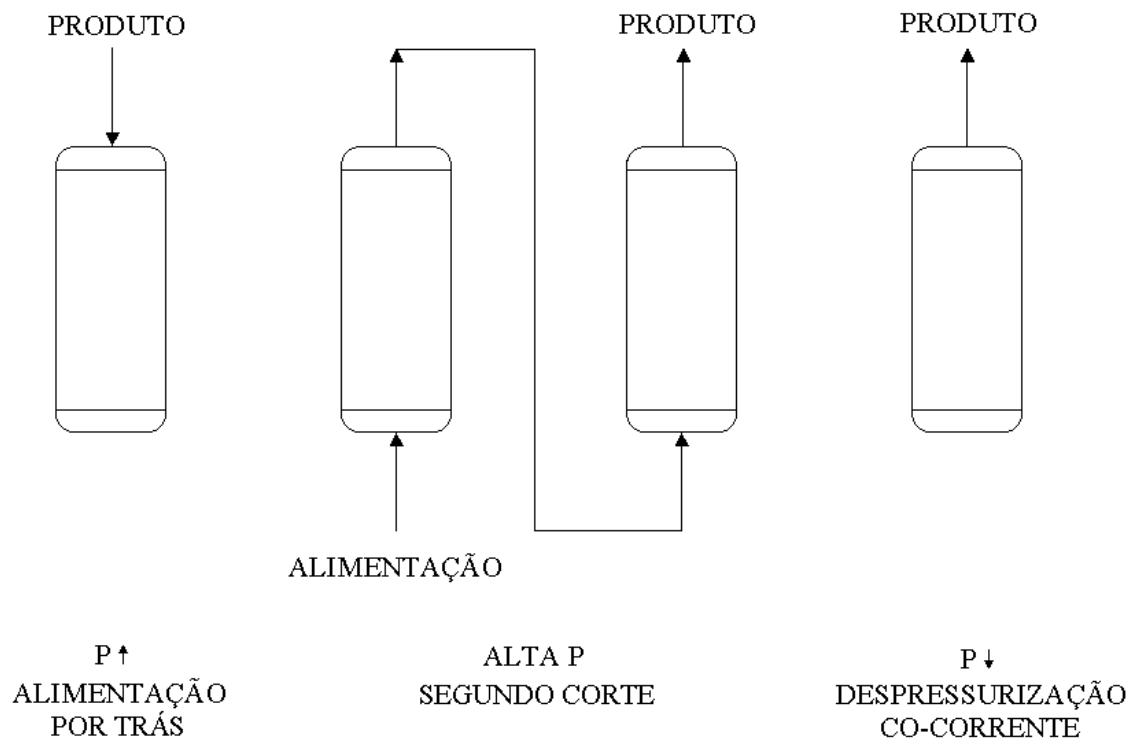 PRODUTO
PRODUTO
PRODUTO
ALIMENTAÇÃO
P ↑
ALIMENTAÇÃO
POR TRÁS
ALTA P
SEGUNDO CORTE
P ↓
DESPRESSURIZAÇÃO
CO-CORRENTE